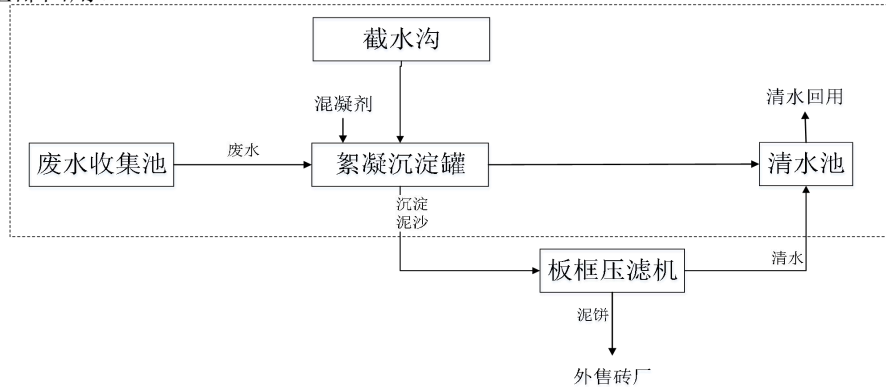 截水沟
混凝剂
清水回用
废水收集池
废水
絮凝沉淀罐
清水池
沉淀
泥沙
板框压滤机
清水
泥饼
外售砖厂